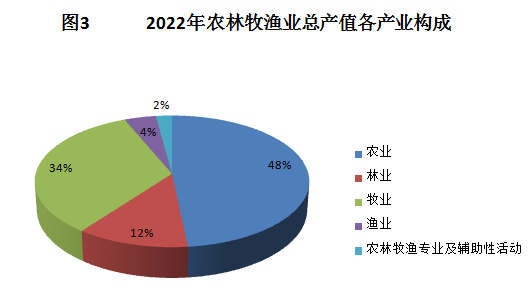 图3 2022年农林牧渔业总产值各产业构成
2%
4%
48%
34%
12%
农业
林业
牧业
渔业
农林牧渔专业及辅助性活动